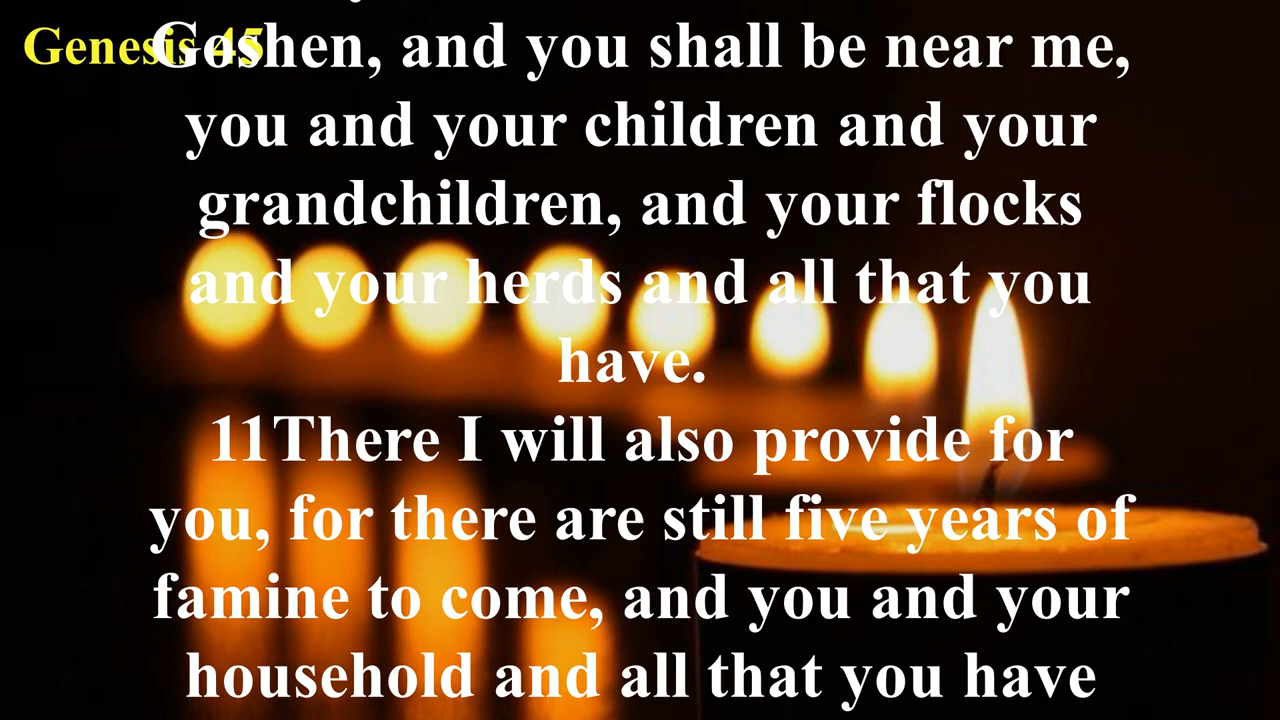 Genesis 45
Goshen, and you shall be near me,
you and your children and your
grandchildren, and your flocks
and your herds and all that you
have.
11There I will also provide for
you, for there are still five years of
famine to come, and you and your
household and all that you have